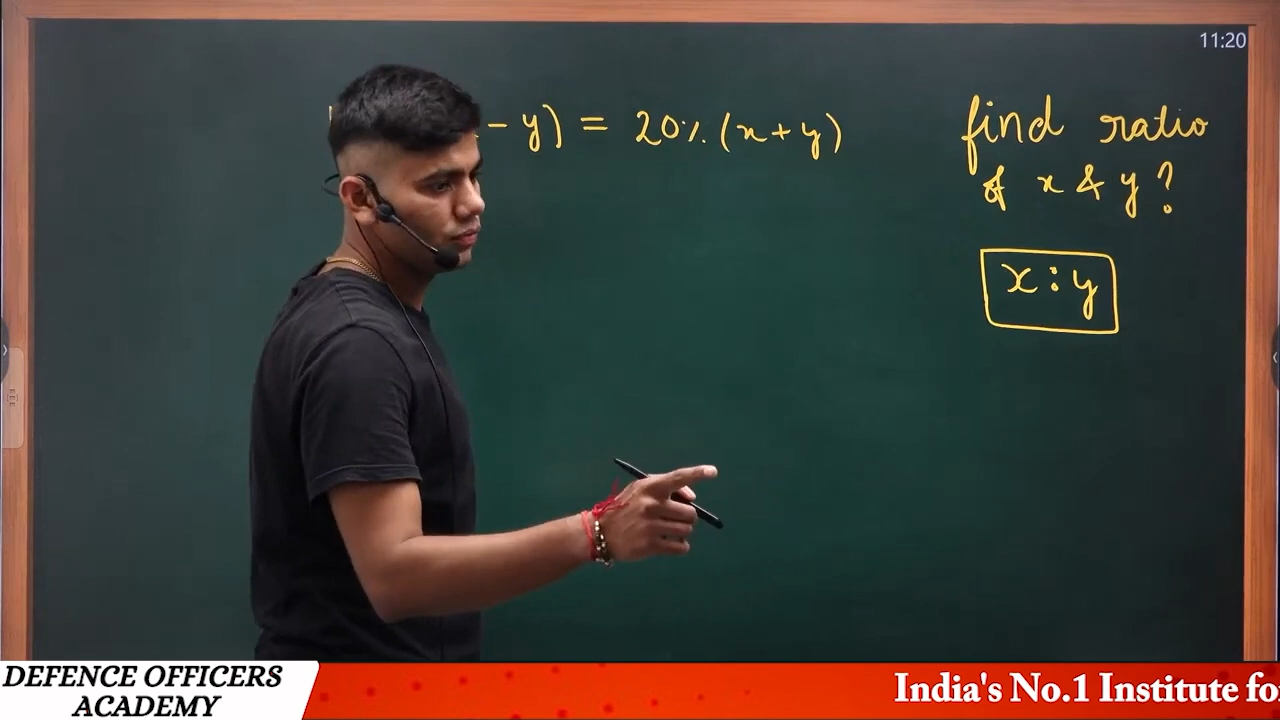 11:20
- y) = 20% (x+y)
find ratio
of x & y?
x : y
DEFENCE OFFICERS
ACADEMY
India's No.1 Institute fo